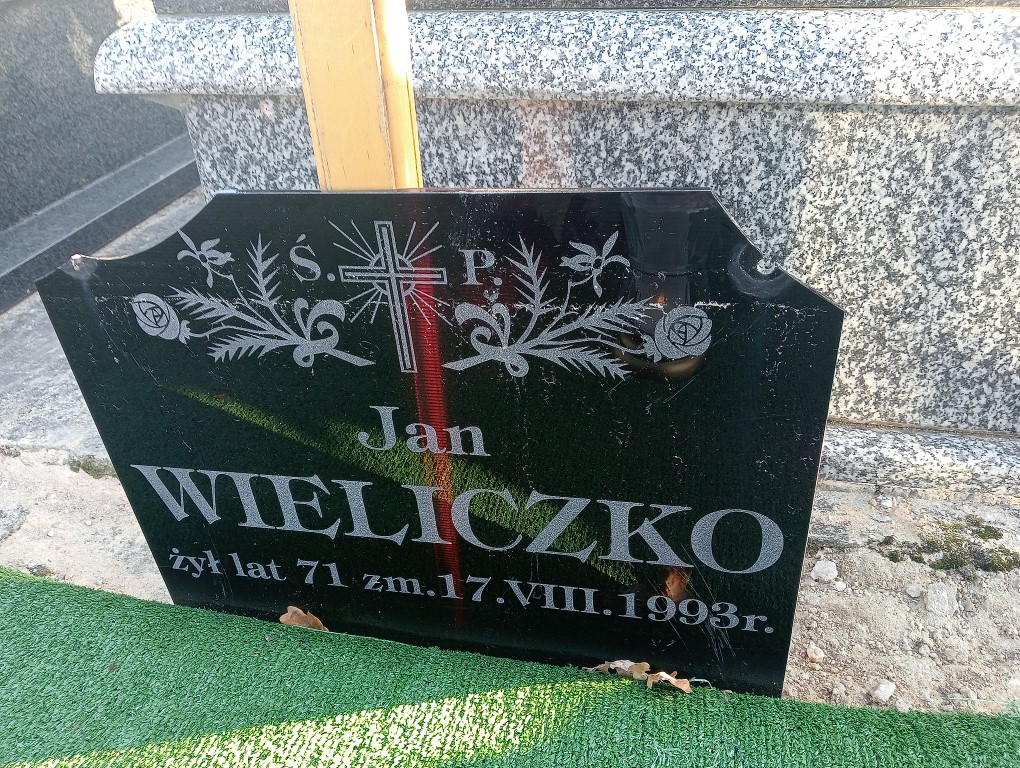 Ś. P.
Jan
WIELICZKO
żył lat 71 zm.17.VIII.1993r.